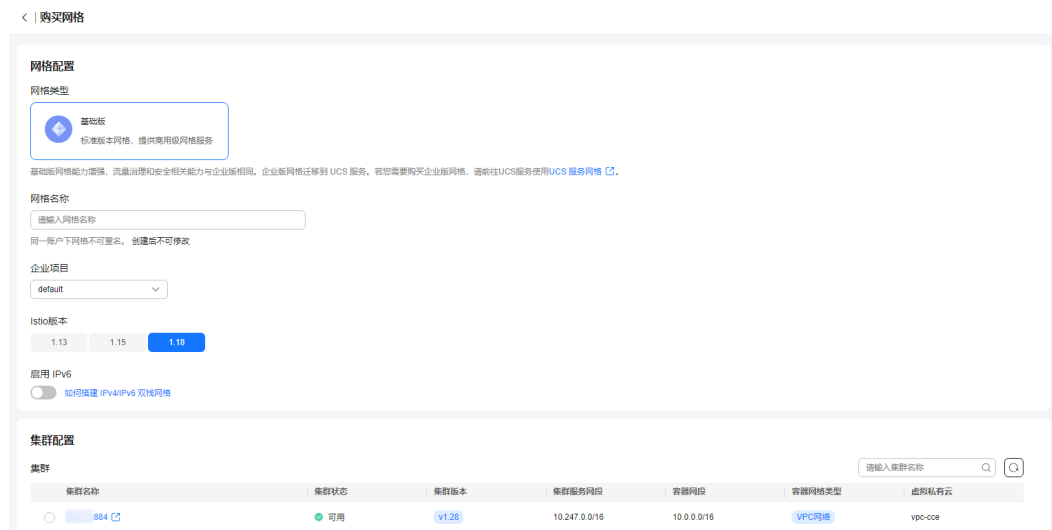 购买网格
网格配置
网格类型
基础版
标准版本网格，提供商用级网格服务
基础版网格能力增强，流量治理和安全相关能力与企业版相同。企业版网格迁移到 UCS 服务。若您需要购买企业版网格，请前往UCS服务使用UCS 服务网格。
网格名称
请输入网格名称
同一账户下网格不可重名。 创建后不可修改
企业项目
default
Istio版本
1.13 1.15 1.18
启用 IPv6
如何搭建 IPv4/IPv6 双栈网格
集群配置
集群 请输入集群名称
集群名称 集群状态 集群版本 集群服务网段 容器网段 容器网络类型 虚拟私有云
884 可用 v1.28 10.247.0.0/16 10.0.0.0/16 VPC网络 vpc-cce